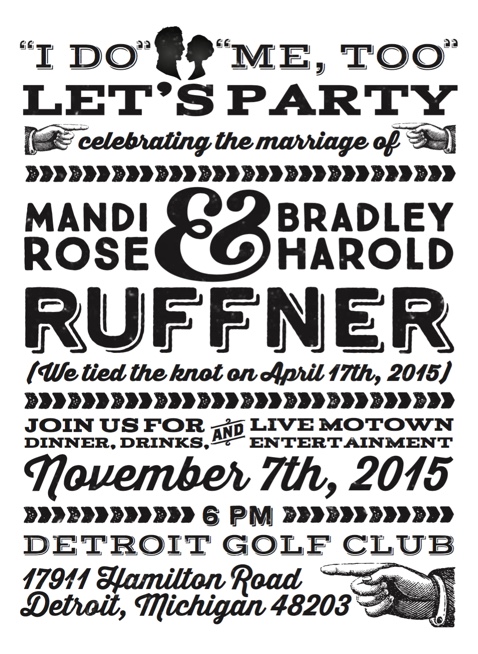 “I DO” “ME, TOO”
LET'S PARTY
celebrating the marriage of
MANDI ROSE & BRADLEY HAROLD
RUFFNER
(We tied the knot on April 17th, 2015)
JOIN US FOR DINNER, DRINKS, AND LIVE MOTOWN ENTERTAINMENT
November 7th, 2015
6 PM
DETROIT GOLF CLUB
17911 Hamilton Road
Detroit, Michigan 48203